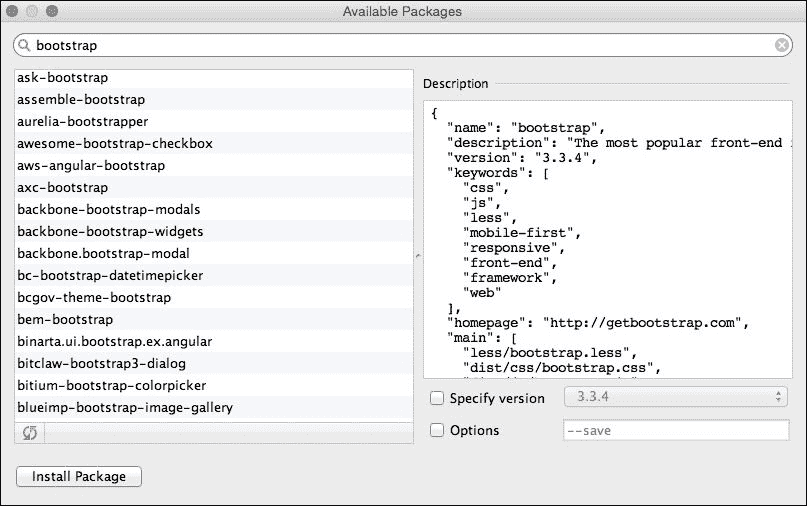 Available Packages
bootstrap
ask-bootstrap
assemble-bootstrap
aurelia-bootstrapper
awesome-bootstrap-checkbox
aws-angular-bootstrap
axc-bootstrap
backbone-bootstrap-modals
backbone-bootstrap-widgets
backbone.bootstrap-modal
bc-bootstrap-datetimepicker
bcgov-theme-bootstrap
bem-bootstrap
binarta.ui.bootstrap.ex.angular
bitclaw-bootstrap3-dialog
bitium-bootstrap-colorpicker
blueimp-bootstrap-image-gallery
Install Package
Description
{
"name": "bootstrap",
"description": "The most popular front-end
"version": "3.3.4",
"keywords": [
"css",
"js",
"less",
"mobile-first",
"responsive",
"front-end",
"framework",
"web"
],
"homepage": "http://getbootstrap.com",
"main": [
"less/bootstrap.less",
"dist/css/bootstrap.css",
Specify version 3.3.4
Options --save